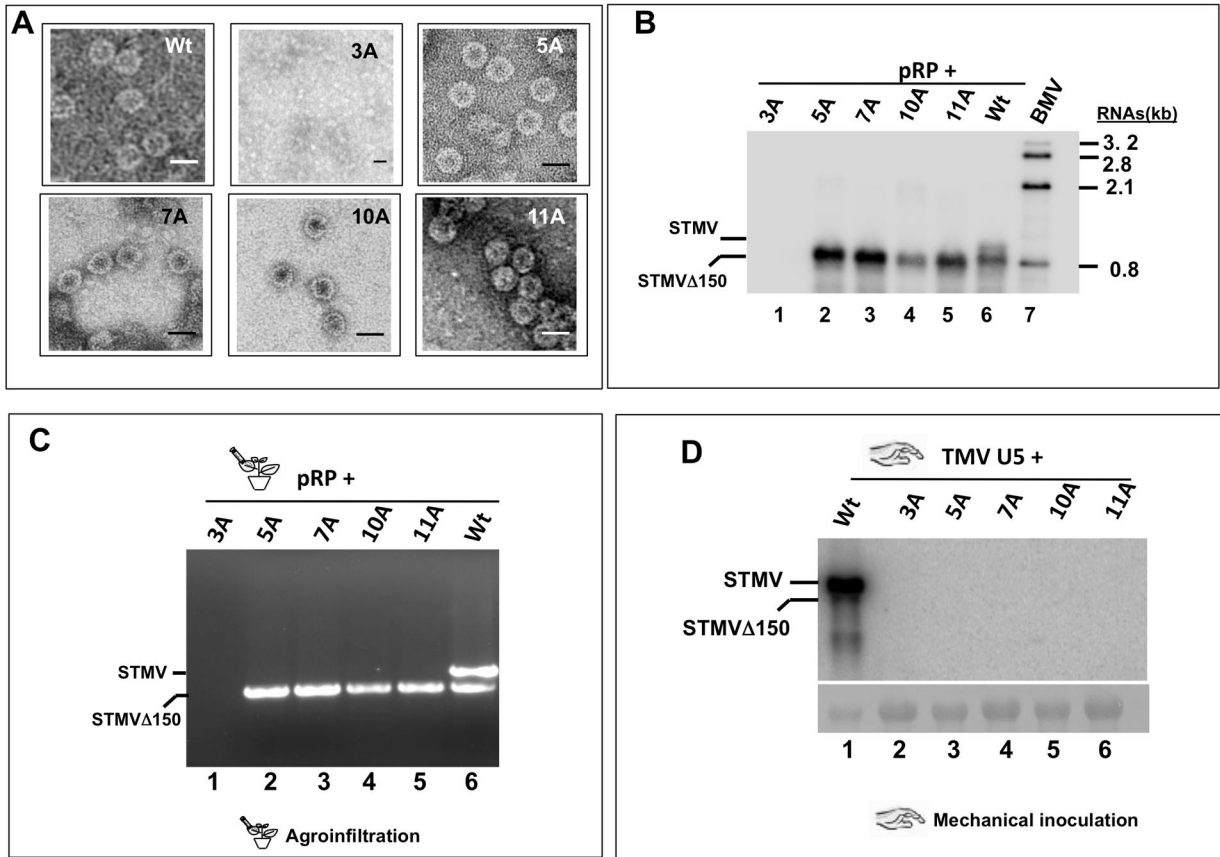 A
Wt
3A
5A
7A
10A
11A
B
pRP +
3A
5A
7A
10A
11A
Wt
BMV
RNAs(kb)
3. 2
2.8
2.1
0.8
STMV
STMVΔ150
1 2 3 4 5 6 7
C
pRP +
3A
5A
7A
10A
11A
Wt
STMV
STMVΔ150
1 2 3 4 5 6
Agroinfiltration
D
TMV U5 +
Wt
3A
5A
7A
10A
11A
STMV
STMVΔ150
1 2 3 4 5 6
Mechanical inoculation